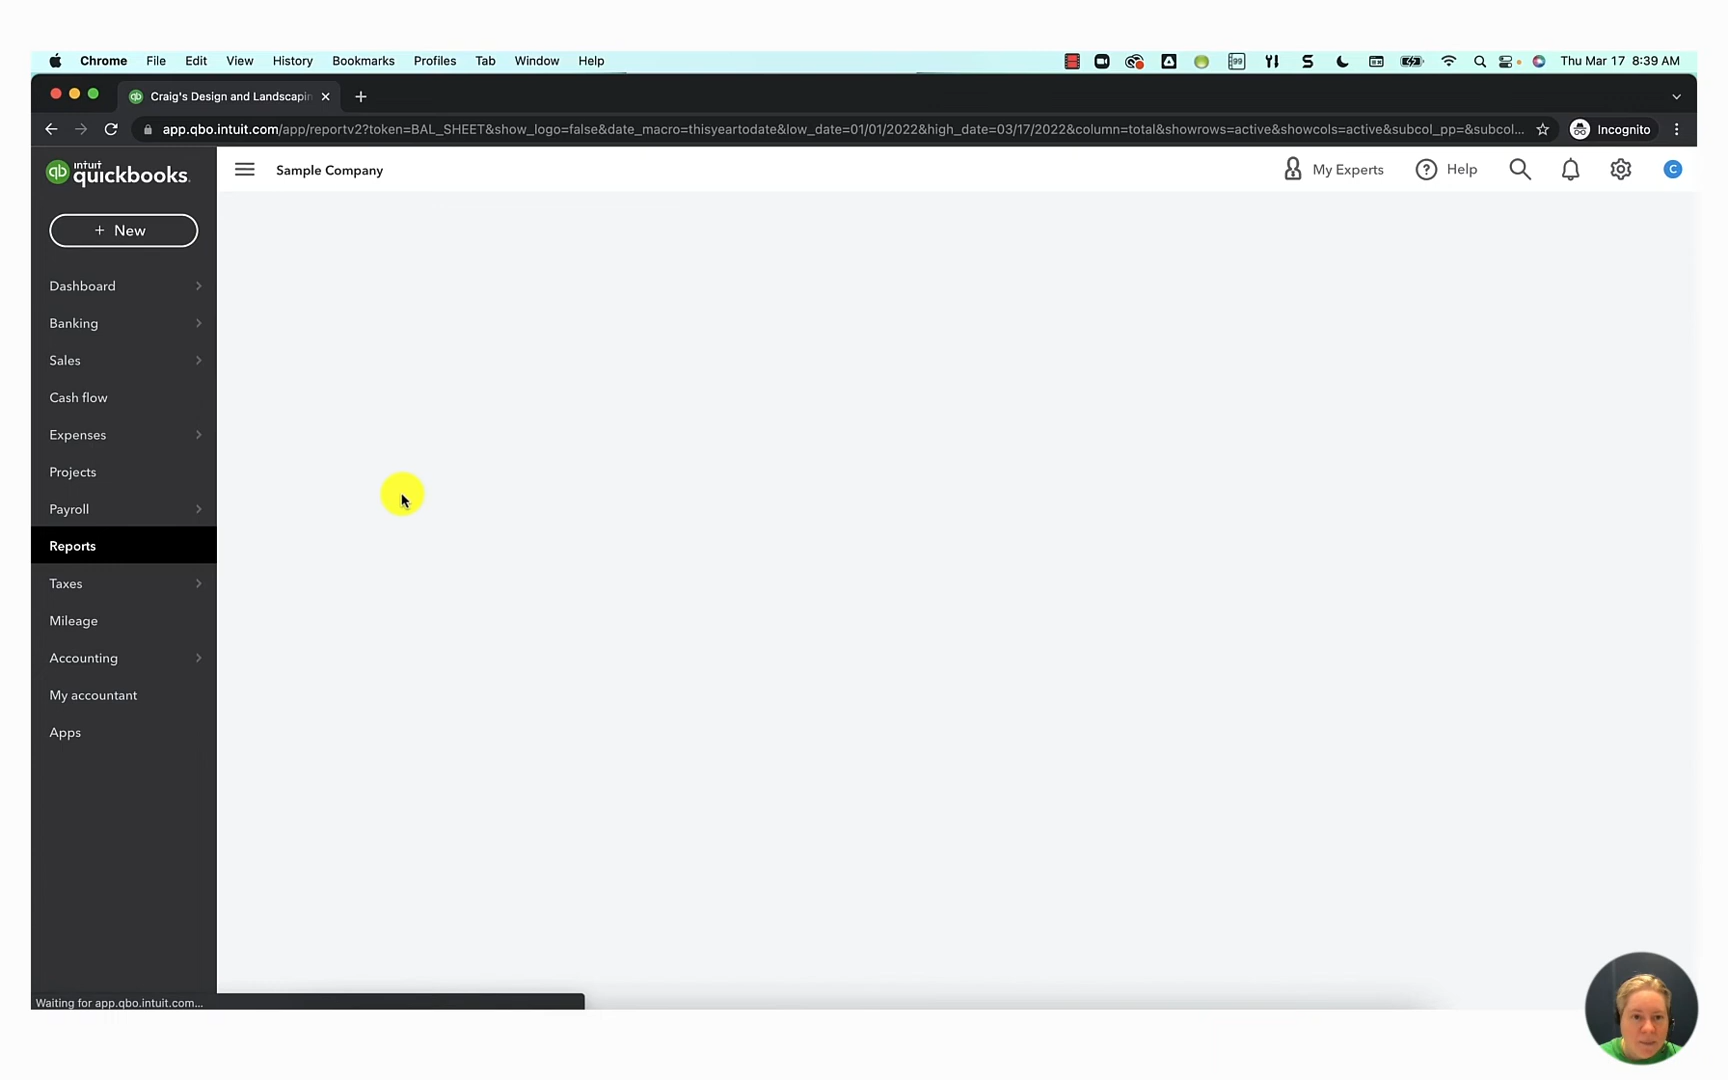 Chrome File Edit View History Bookmarks Profiles Tab Window Help 99 S Thu Mar 17 8:39 AM
qb Craig's Design and Landscapin
app.qbo.intuit.com/app/reportv2?token=BAL_SHEET&show_logo=false&date_macro=thisyeartodate&low_date=01/01/2022&high_date=03/17/2022&column=total&showrows=active&showcols=active&subcol_pp=&subcol... Incognito
qb intuit quickbooks.
Sample Company My Experts Help C
+ New
Dashboard
Banking
Sales
Cash flow
Expenses
Projects
Payroll
Reports
Taxes
Mileage
Accounting
My accountant
Apps
Waiting for app.qbo.intuit.com...